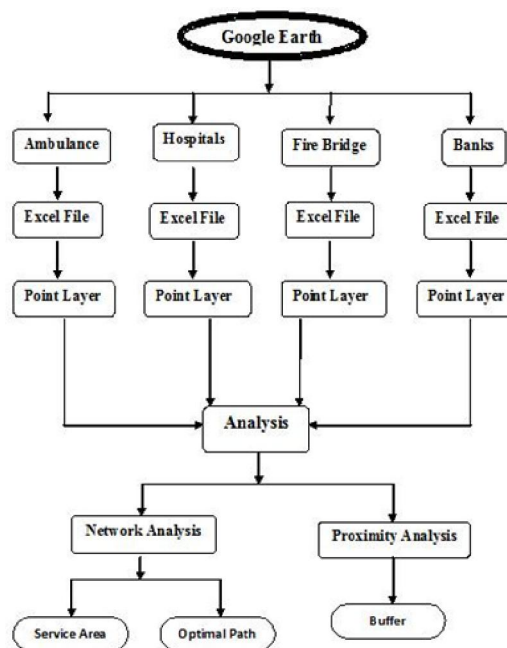 Google Earth
Ambulance
Hospitals
Fire Bridge
Banks
Excel File
Excel File
Excel File
Excel File
Point Layer
Point Layer
Point Layer
Point Layer
Analysis
Network Analysis
Proximity Analysis
Service Area
Optimal Path
Buffer